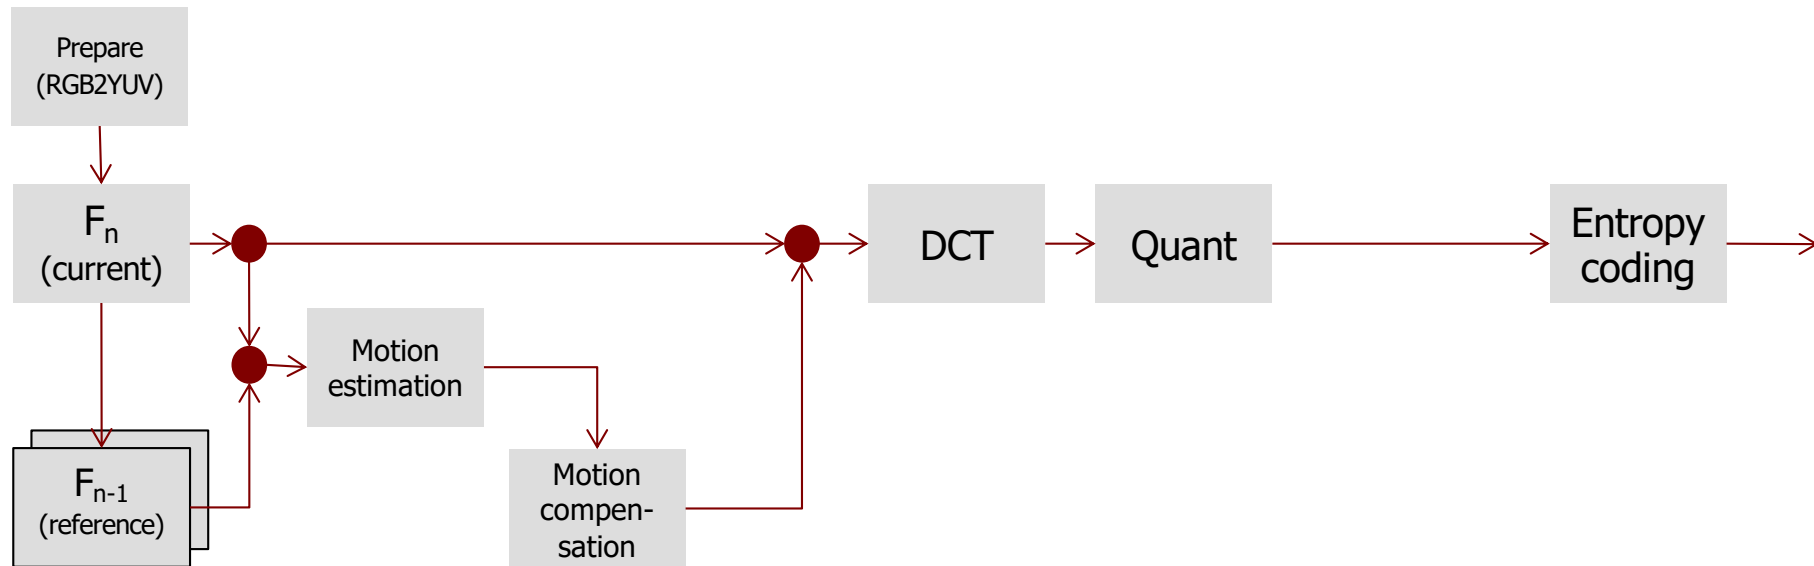 Prepare
(RGB2YUV)
Fn
(current)
DCT
Quant
Entropy
coding
Motion
estimation
Fn-1
(reference)
Motion
compen-
sation